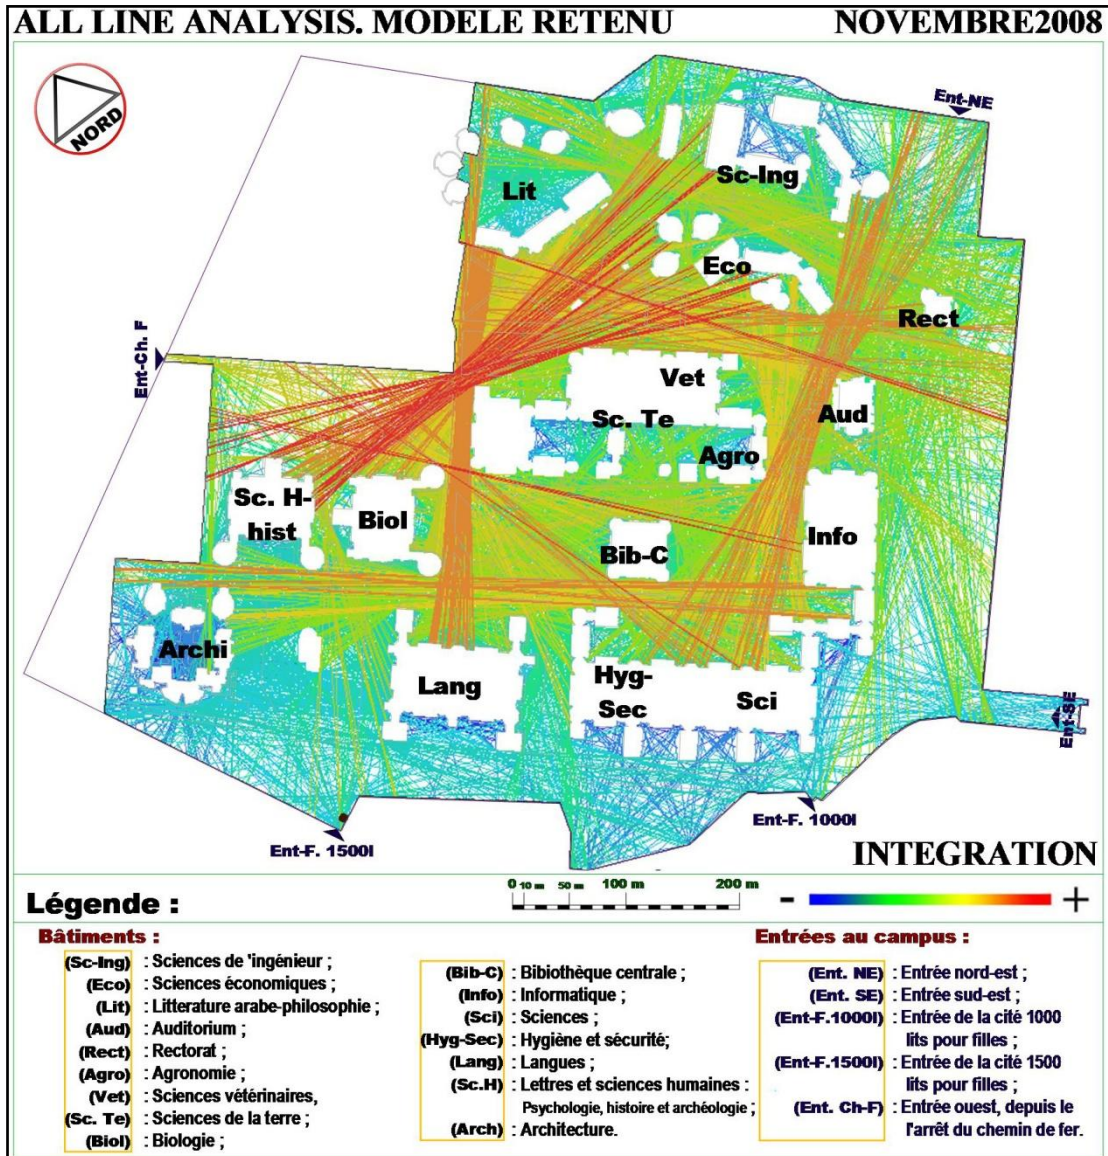 ALL LINE ANALYSIS. MODELE RETENU NOVEMBRE2008
NORD
Ent-NE
Sc-Ing
Lit
Eco
Rect
Ent-Ch. F
Vet
Sc. Te
Aud
Agro
Sc. H-
hist
Biol
Info
Bib-C
Archi
Lang
Hyg-
Sec
Sci
Ent-SE
Ent-F. 1500l
Ent-F. 1000l
INTEGRATION
0 10 m 50 m 100 m 200 m
- +
Légende :
Bâtiments :
(Sc-Ing) : Sciences de 'ingénieur ;
(Eco) : Sciences économiques ;
(Lit) : Litterature arabe-philosophie ;
(Aud) : Auditorium ;
(Rect) : Rectorat ;
(Agro) : Agronomie ;
(Vet) : Sciences vétérinaires,
(Sc. Te) : Sciences de la terre ;
(Biol) : Biologie ;
(Bib-C) : Bibiothèque centrale ;
(Info) : Informatique ;
(Sci) : Sciences ;
(Hyg-Sec) : Hygiène et sécurité;
(Lang) : Langues ;
(Sc.H) : Lettres et sciences humaines :
Psychologie, histoire et archéologie ;
(Arch) : Architecture.
Entrées au campus :
(Ent. NE) : Entrée nord-est ;
(Ent. SE) : Entrée sud-est ;
(Ent-F.1000l) : Entrée de la cité 1000
lits pour filles ;
(Ent-F.1500l) : Entrée de la cité 1500
lits pour filles ;
(Ent. Ch-F) : Entrée ouest, depuis le
l'arrêt du chemin de fer.